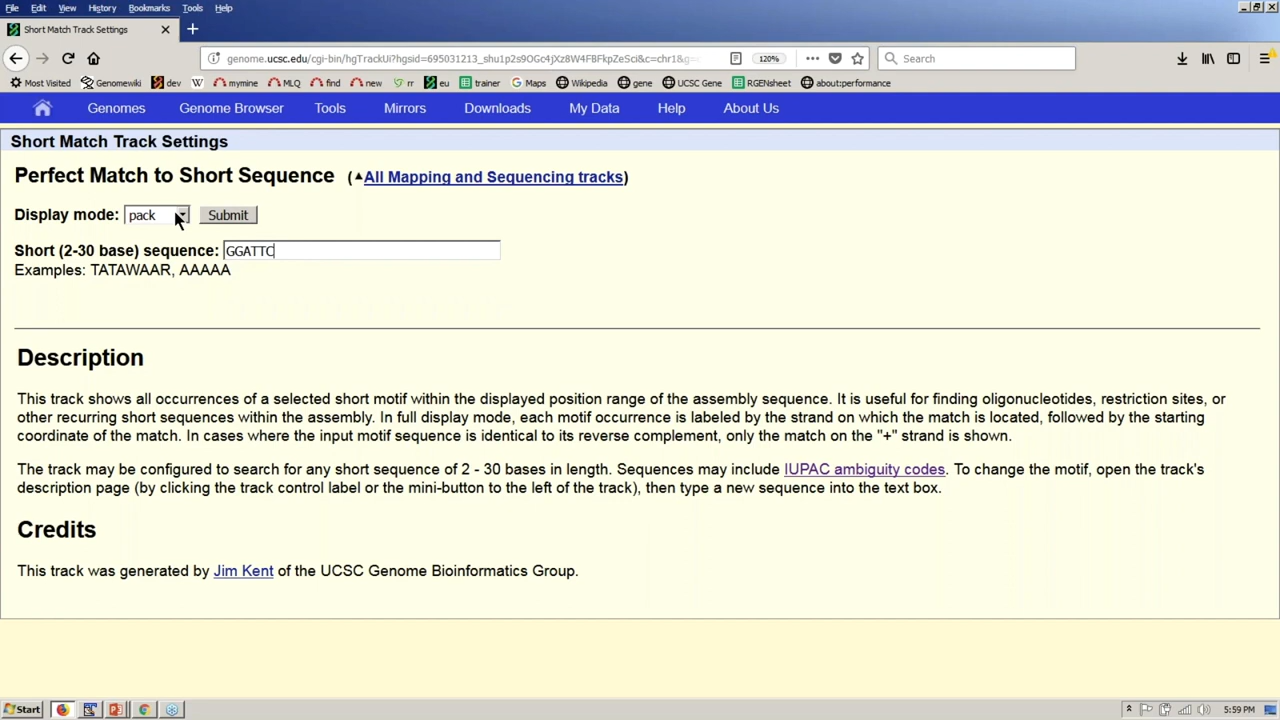 File Edit View History Bookmarks Tools Help
Short Match Track Settings
genome.ucsc.edu/cgi-bin/hgTrackUi?hgsid=695031213_shu1p2s9OGc4jXz8W4FBFkpZeSci&c=chr1&g= 120% Search
Most Visited Genomewiki dev mymine MLQ find new rr eu trainer Maps Wikipedia gene UCSC Gene RGENsheet about:performance
Genomes Genome Browser Tools Mirrors Downloads My Data Help About Us
Short Match Track Settings
Perfect Match to Short Sequence (All Mapping and Sequencing tracks)
Display mode: pack Submit
Short (2-30 base) sequence: GGATTC
Examples: TATAWAAR, AAAAA
Description
This track shows all occurrences of a selected short motif within the displayed position range of the assembly sequence. It is useful for finding oligonucleotides, restriction sites, or
other recurring short sequences within the assembly. In full display mode, each motif occurrence is labeled by the strand on which the match is located, followed by the starting
coordinate of the match. In cases where the input motif sequence is identical to its reverse complement, only the match on the "+" strand is shown.
The track may be configured to search for any short sequence of 2 - 30 bases in length. Sequences may include IUPAC ambiguity codes. To change the motif, open the track's
description page (by clicking the track control label or the mini-button to the left of the track), then type a new sequence into the text box.
Credits
This track was generated by Jim Kent of the UCSC Genome Bioinformatics Group.
Start 5:59 PM